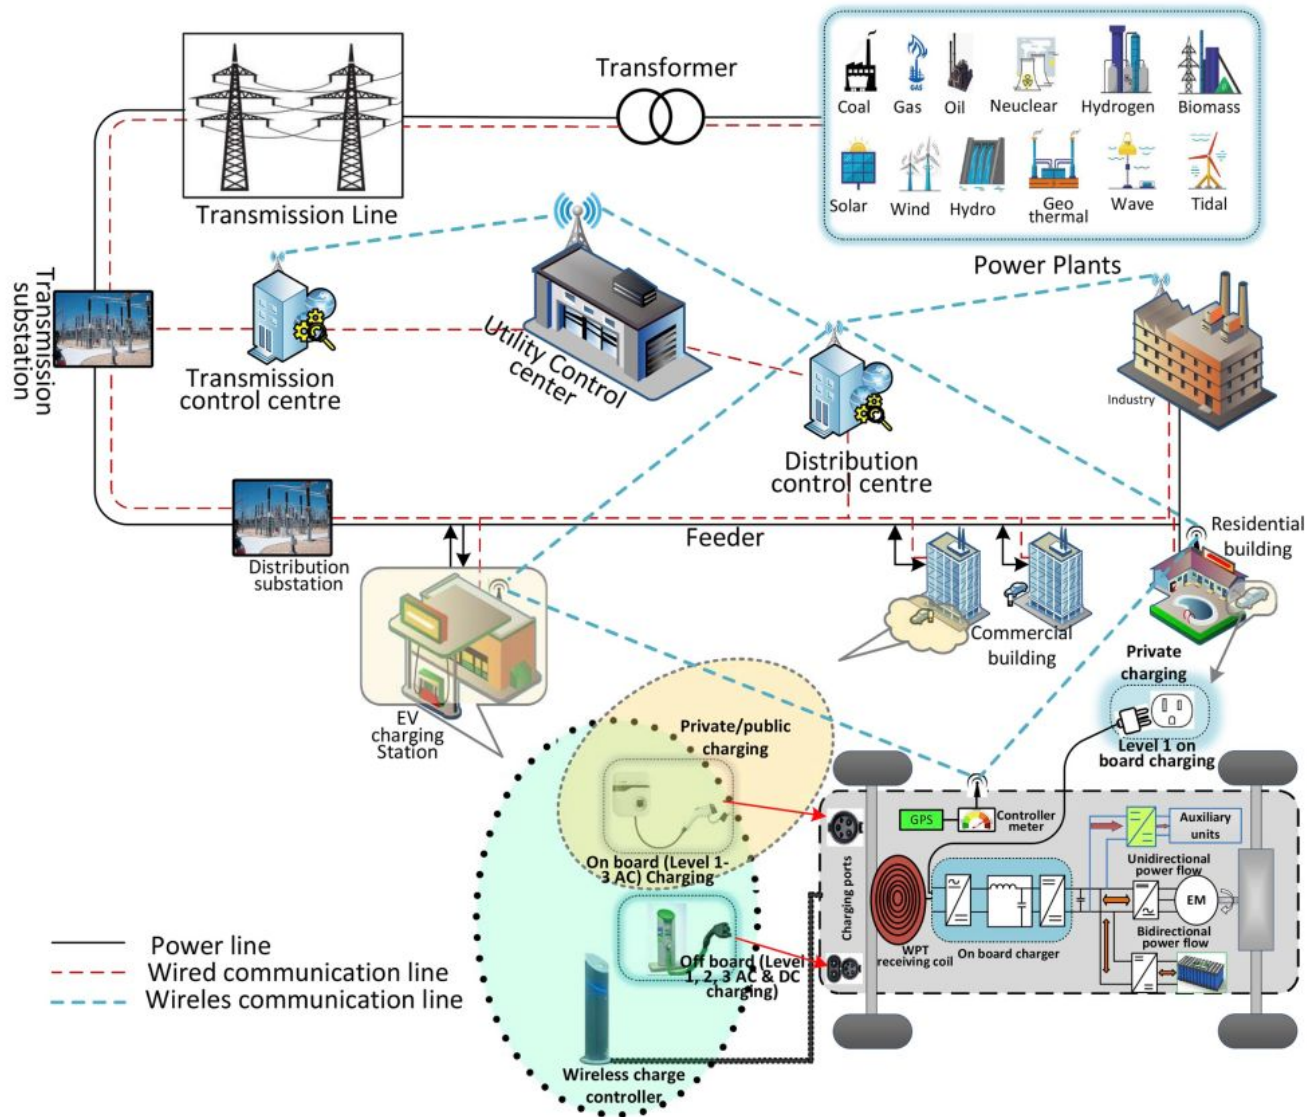 Transformer
Coal
Gas
Oil
Neuclear
Hydrogen
Biomass
GAS
Solar
Wind
Hydro
Geo
thermal
Wave
Tidal
Power Plants
Transmission Line
Transmission
substation
Transmission
control centre
Utility Control
center
Distribution
control centre
Industry
Distribution
substation
Feeder
Residential
building
Commercial
building
EV
charging
Station
Private
charging
Level 1 on
board charging
Private/public
charging
On board (Level 1-
3 AC) Charging
Off board (Level
1, 2, 3 AC & DC
charging)
Wireless charge
controller
Charging ports
GPS
Controller
meter
Auxiliary
units
Unidirectional
power flow
EM
Bidirectional
power flow
WPT
receiving coil
On board charger
Power line
Wired communication line
Wireles communication line